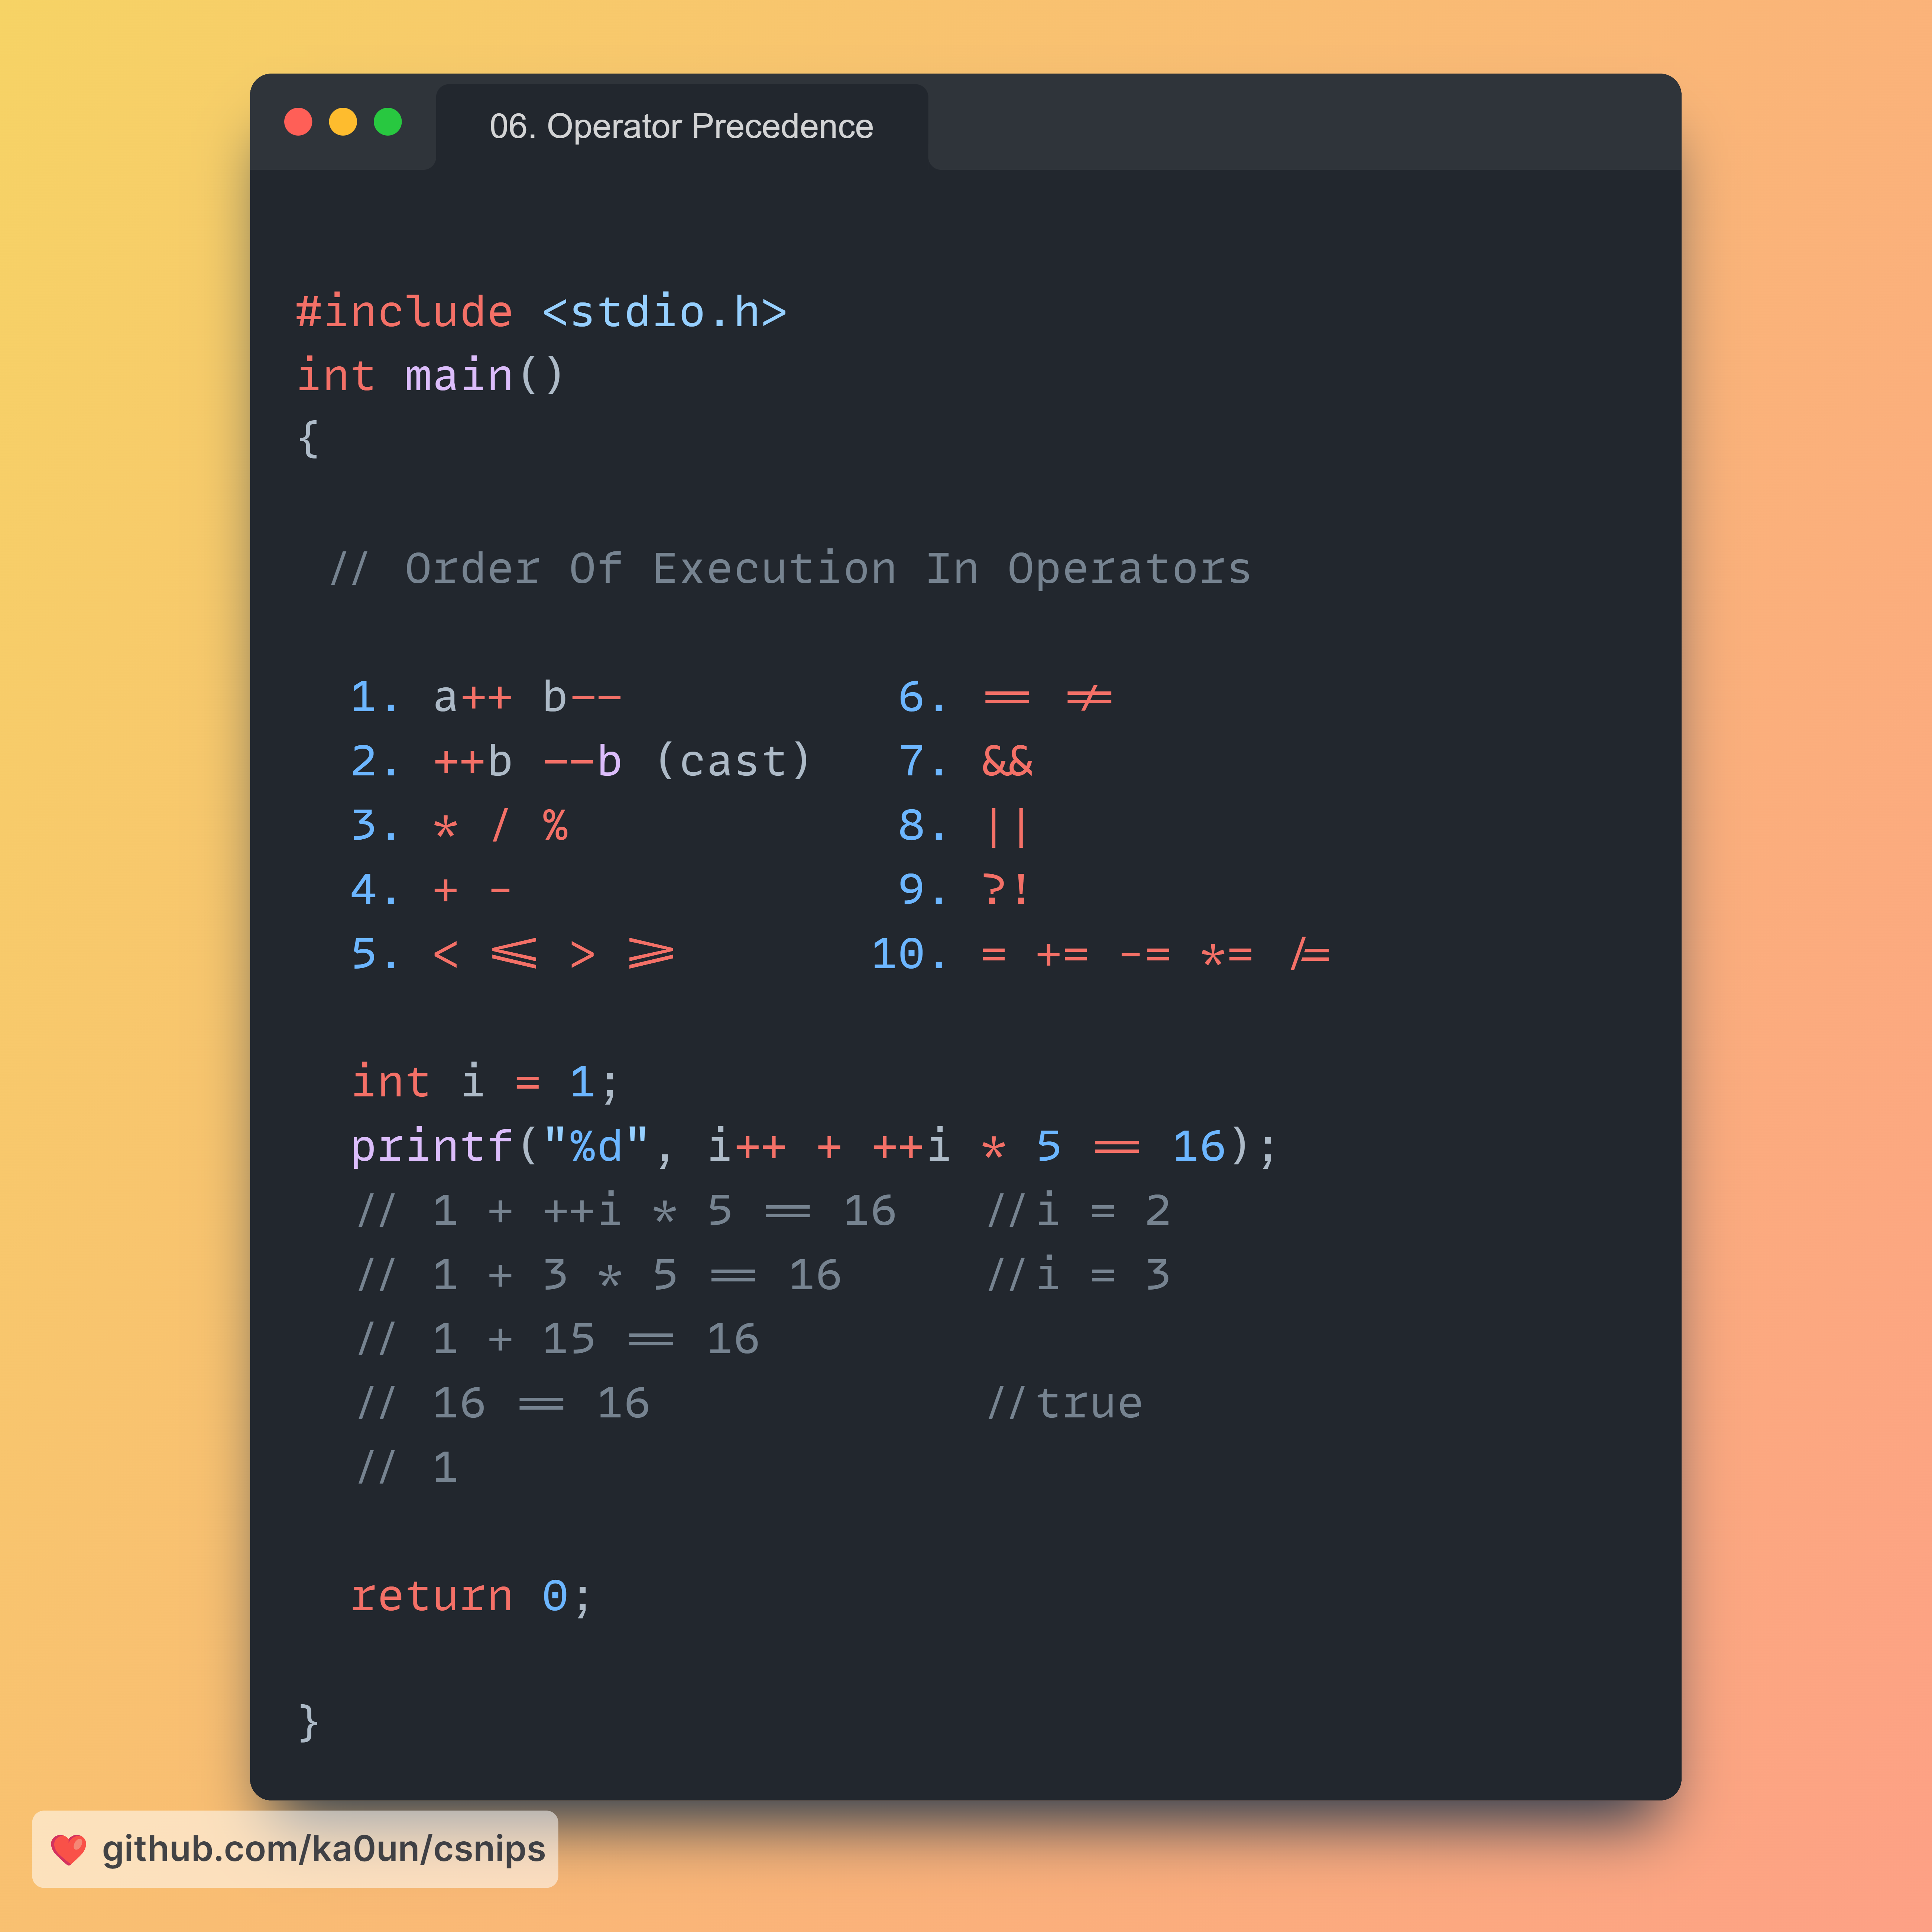 06. Operator Precedence
#include <stdio.h>
int main()
{
// Order Of Execution In Operators
1. a++ b--          6. == !=
2. ++b --b (cast)   7. &&
3. * / %            8. ||
4. + -              9. ?!
5. < <= > >=       10. = += -= *= /=
int i = 1;
printf("%d", i++ + ++i * 5 == 16);
// 1 + ++i * 5 == 16   //i = 2
// 1 + 3 * 5 == 16     //i = 3
// 1 + 15 == 16
// 16 == 16            //true
// 1
return 0;
}
❤️ github.com/ka0un/csnips